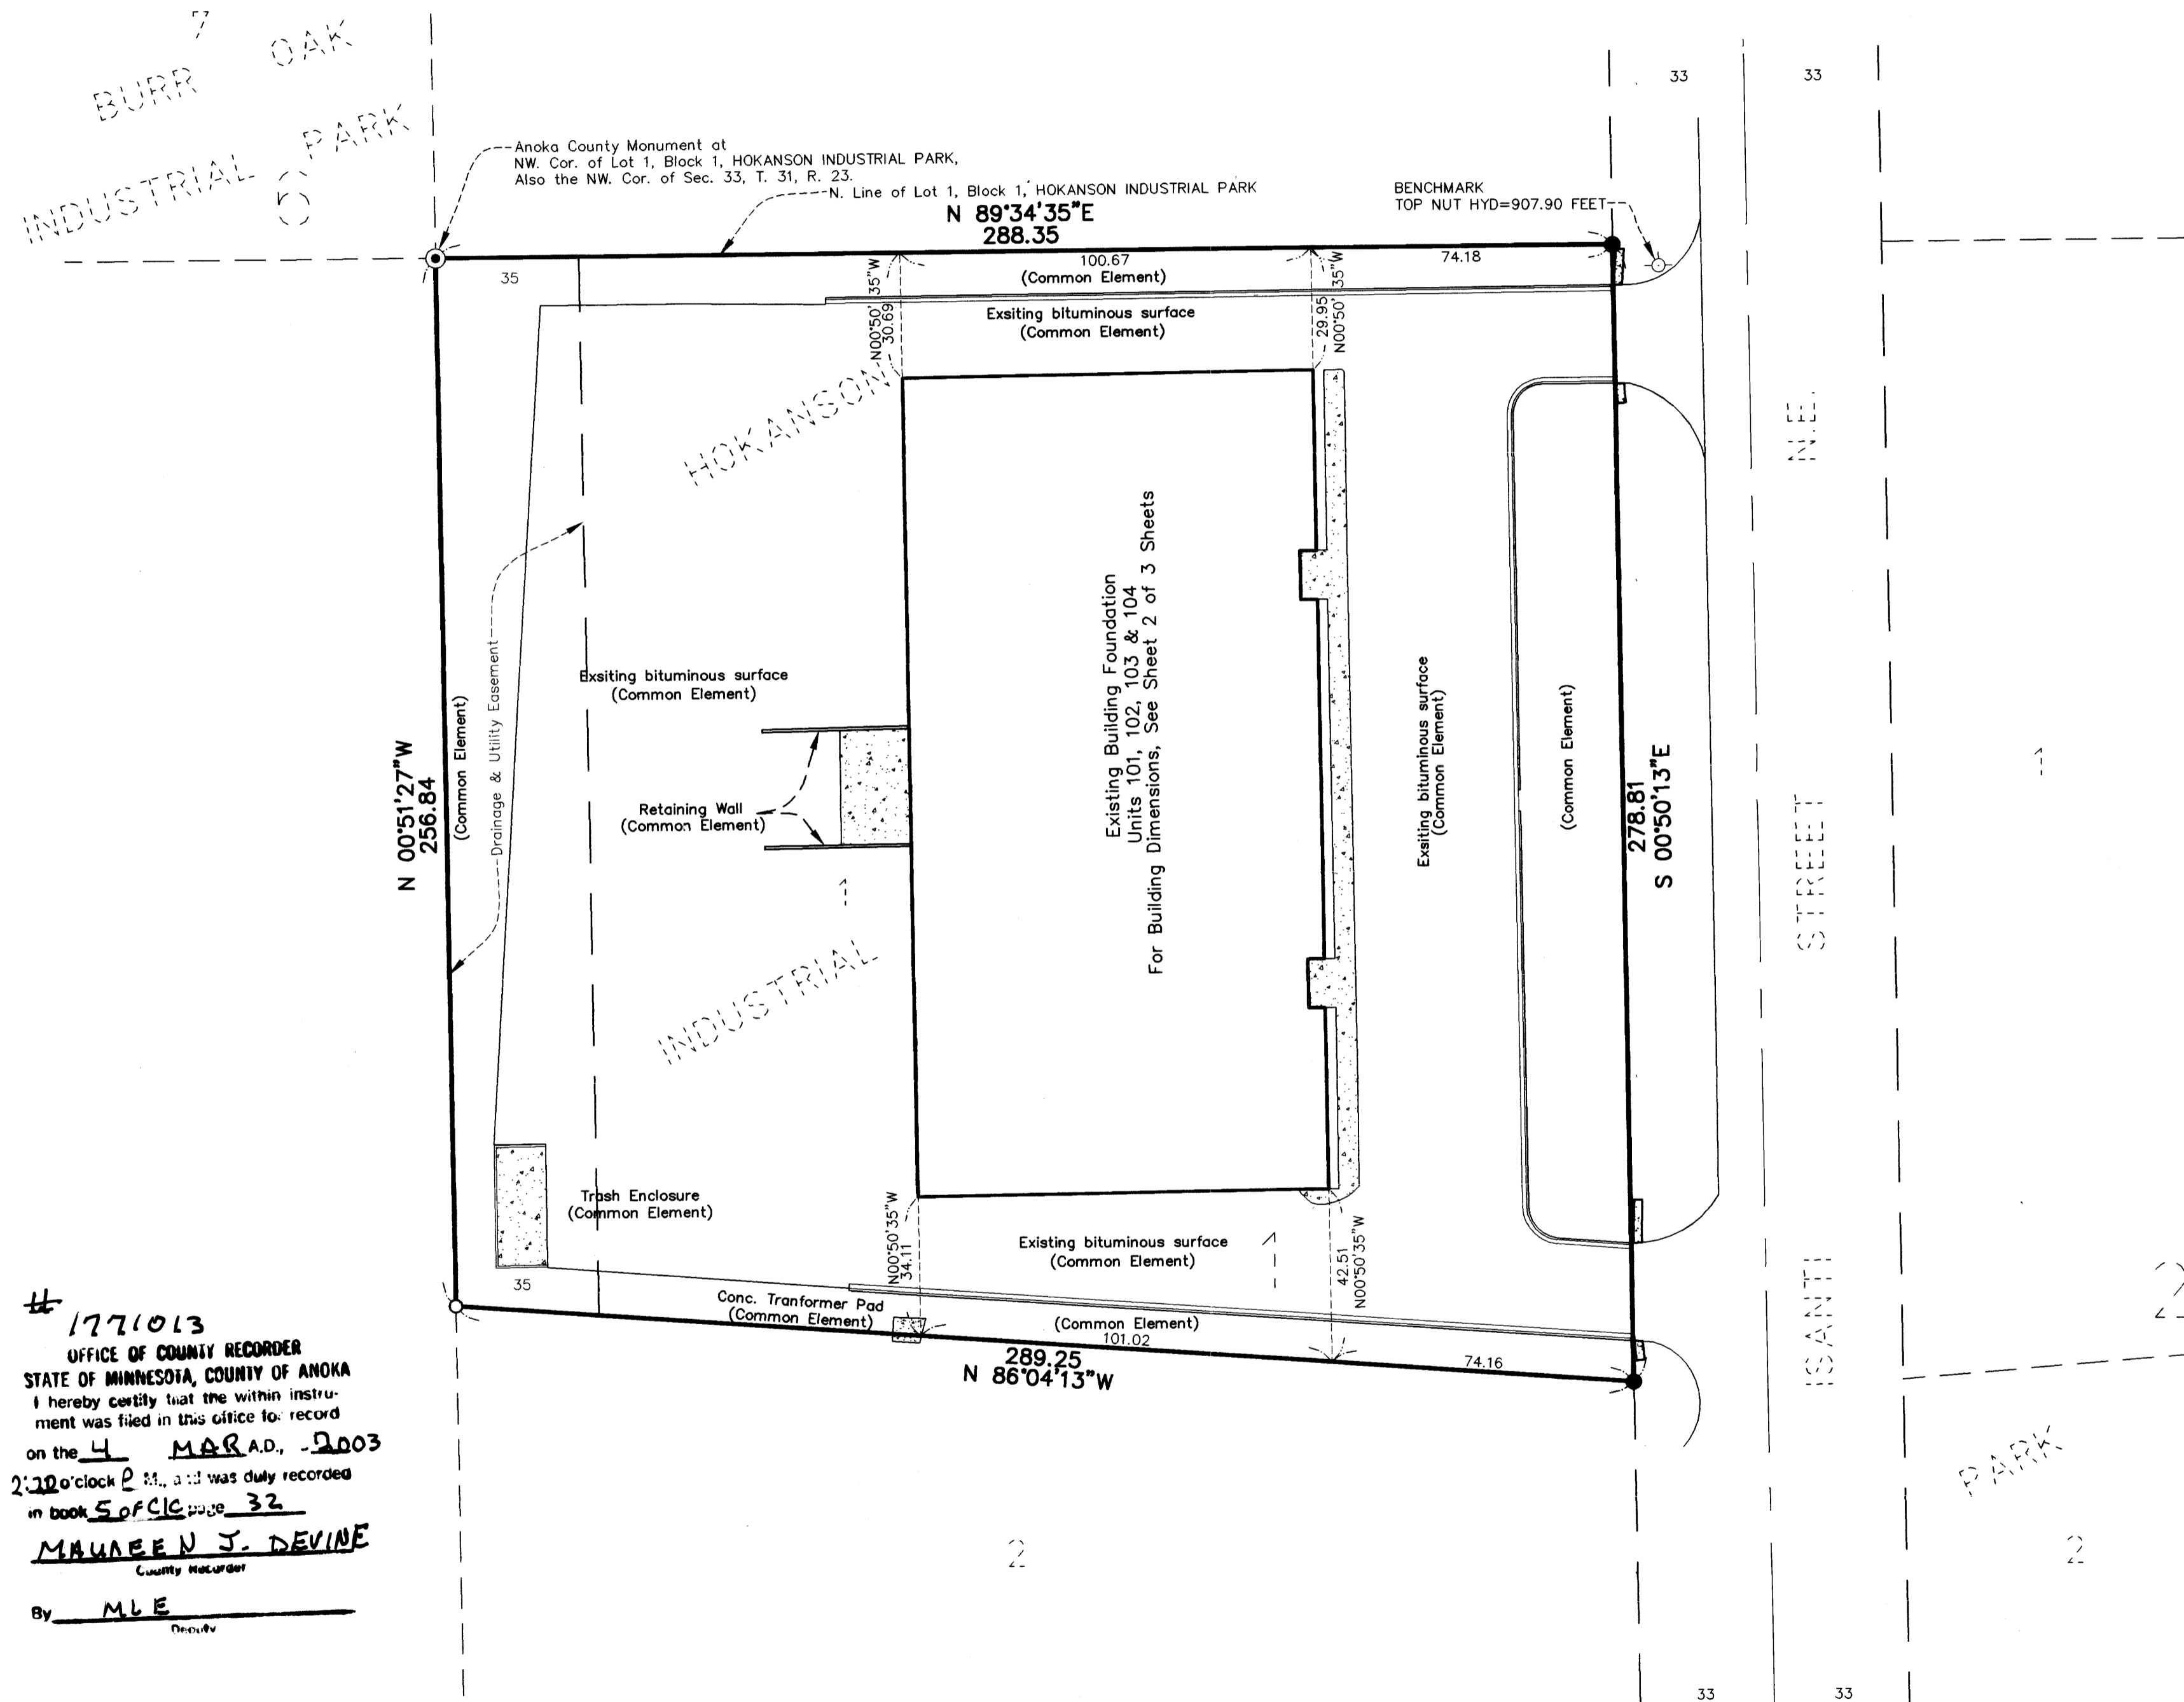 7
OAK
BURR
PARK
INDUSTRIAL
6
33
33
Anoka County Monument at
NW. Cor. of Lot 1, Block 1, HOKANSON INDUSTRIAL PARK,
Also the NW. Cor. of Sec. 33, T. 31, R. 23.
N. Line of Lot 1, Block 1, HOKANSON INDUSTRIAL PARK
BENCHMARK
TOP NUT HYD=907.90 FEET
N 89°34'35"E
288.35
35
100.67
(Common Element)
74.18
N00°50'35"W
30.69
29.95
N00°50'35"W
Exsiting bituminous surface
(Common Element)
HOKANSON
N.E.
Existing Building Foundation
Units 101, 102, 103 & 104
For Building Dimensions, See Sheet 2 of 3 Sheets
Exsiting bituminous surface
(Common Element)
N 00°51'27"W
256.84
(Common Element)
Drainage & Utility Easement
Retaining Wall
(Common Element)
Exsiting bituminous surface
(Common Element)
(Common Element)
278.81
S 00°50'13"E
1
STREET
1
INDUSTRIAL
Trash Enclosure
(Common Element)
N00°50'35"W
34.11
Existing bituminous surface
(Common Element)
1
42.51
N00°50'35"W
ISANTI
2
35
Conc. Tranformer Pad
(Common Element)
(Common Element)
101.02
289.25
N 86°04'13"W
74.16
PARK
2
2
33
33
# 1771013
OFFICE OF COUNTY RECORDER
STATE OF MINNESOTA, COUNTY OF ANOKA
I hereby certify that the within instru-
ment was filed in this office for record
on the 4 MAR A.D., 2003
2:20 o'clock P M., and was duly recorded
in book 5 OF CIC page 32
MAUREEN J. DEVINE
County Recorder
By MLE
Deputy